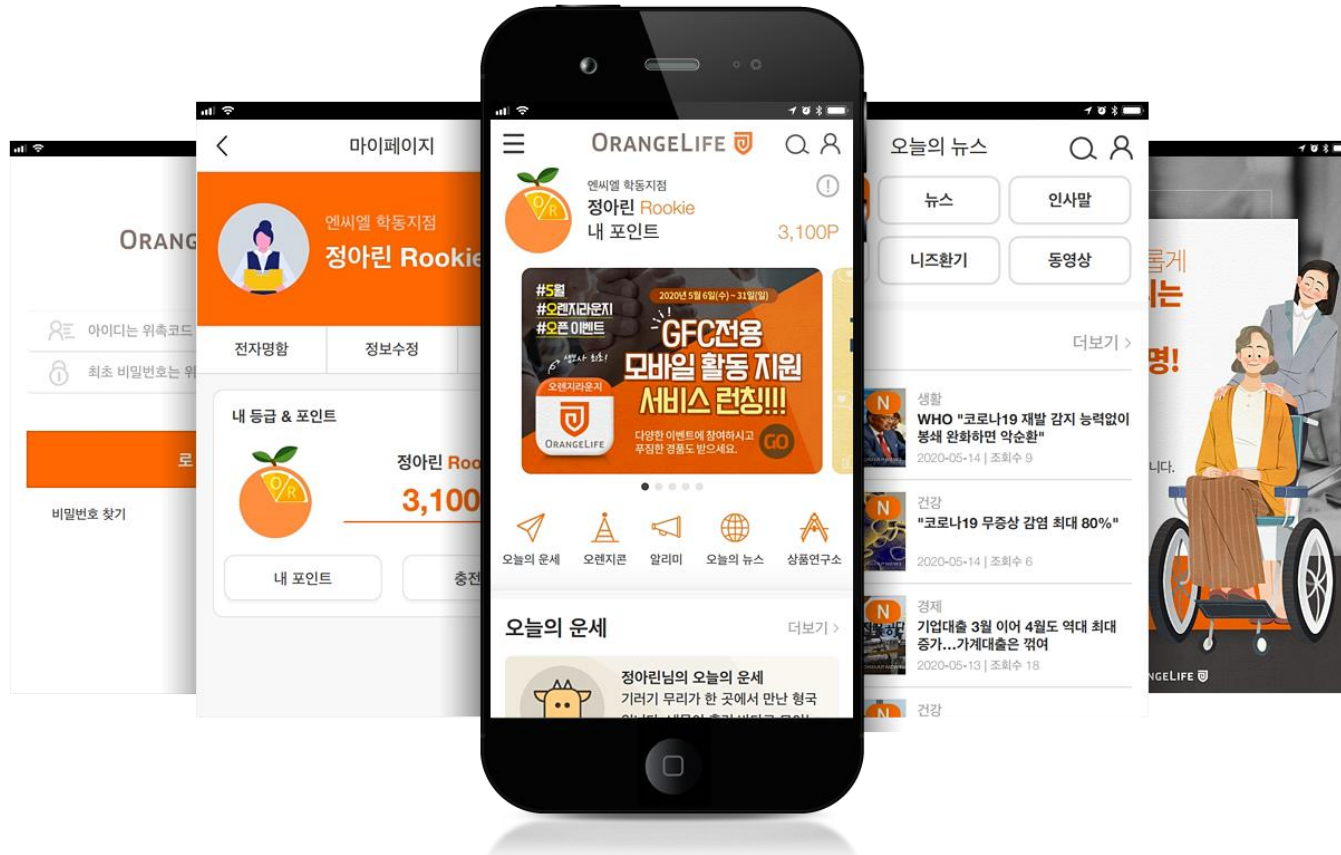 ORANG
아이디는 위촉코드
최초 비밀번호는 위
로
비밀번호 찾기
마이페이지
엔씨엘 학동지점
정아린 Rookie
전자명함
정보수정
내 등급 & 포인트
O/R
정아린 Roo
3,100
내 포인트
충전
ORANGELIFE
O/R
엔씨엘 학동지점
정아린 Rookie
내 포인트
3,100P
#5월
#오렌지라운지
#오픈 이벤트
2020년 5월 6일(수) ~ 31일(일)
생보사 최초!
GFC전용
모바일 활동 지원
서비스 런칭!!!
오렌지라운지
ORANGELIFE
다양한 이벤트에 참여하시고
푸짐한 경품도 받으세요.
GO
오늘의 운세
오렌지콘
알리미
오늘의 뉴스
상품연구소
오늘의 운세
더보기 >
정아린님의 오늘의 운세
기러기 무리가 한 곳에서 만난 형국
오늘의 뉴스
뉴스
인사말
니즈환기
동영상
더보기 >
N
생활
WHO "코로나19 재발 감지 능력없이
봉쇄 완화하면 악순환"
2020-05-14 | 조회수 9
N
건강
"코로나19 무증상 감염 최대 80%"
2020-05-14 | 조회수 6
N
경제
기업대출 3월 이어 4월도 역대 최대
증가...가계대출은 꺾여
2020-05-13 | 조회수 18
N
건강
롭게
는
명!
니다.
NGELIFE